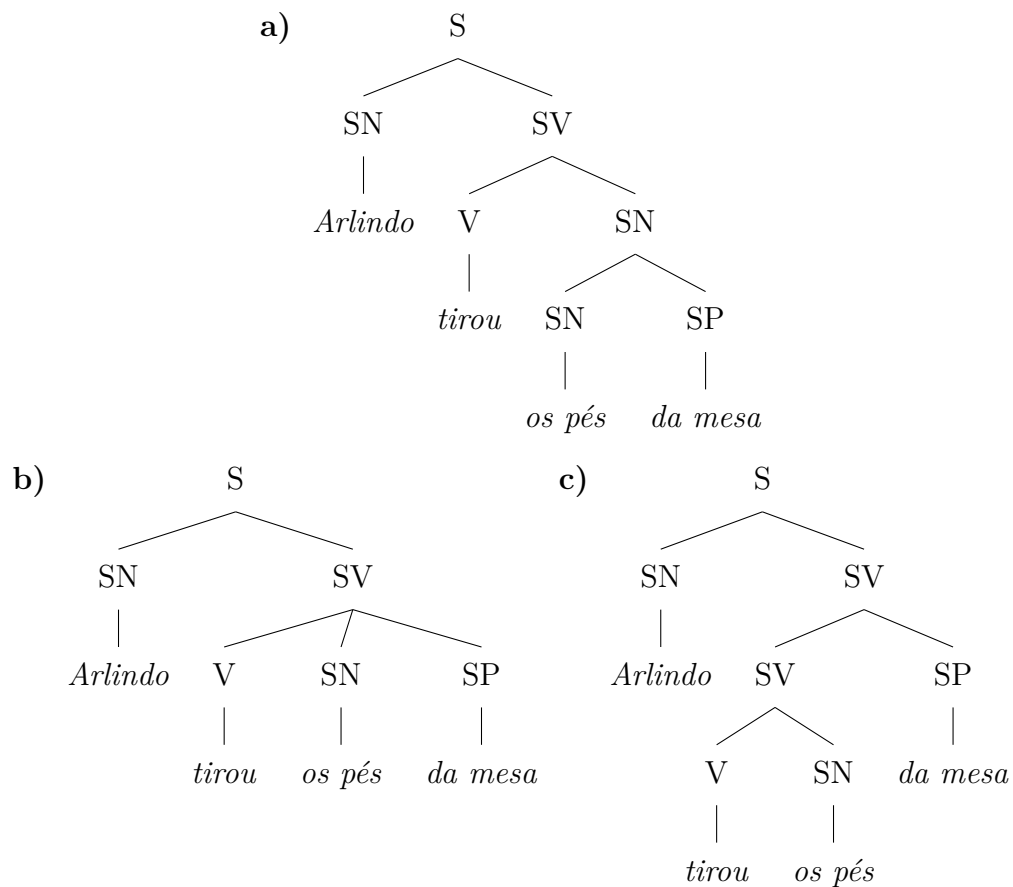 a) S
SN SV
Arlindo V SN
tirou SN SP
os pés da mesa
b) S
SN SV
Arlindo V SN SP
tirou os pés da mesa
c) S
SN SV
Arlindo SV SP
V SN da mesa
tirou os pés